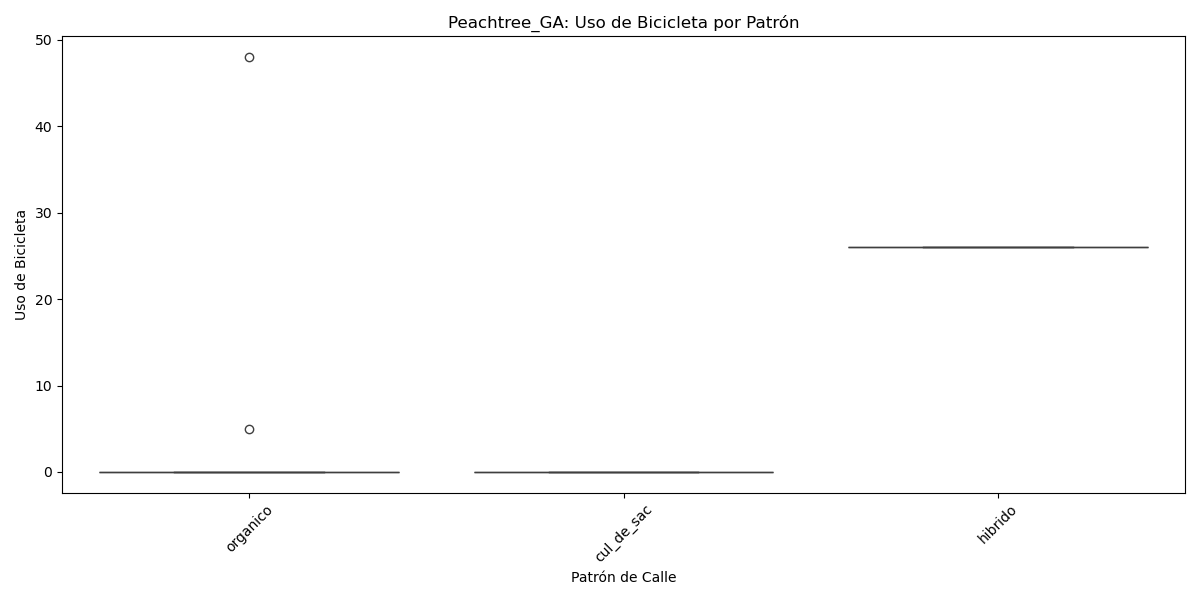 Peachtree_GA: Uso de Bicicleta por Patrón
50
40
30
20
10
0
Uso de Bicicleta
organico
cul_de_sac
hibrido
Patrón de Calle